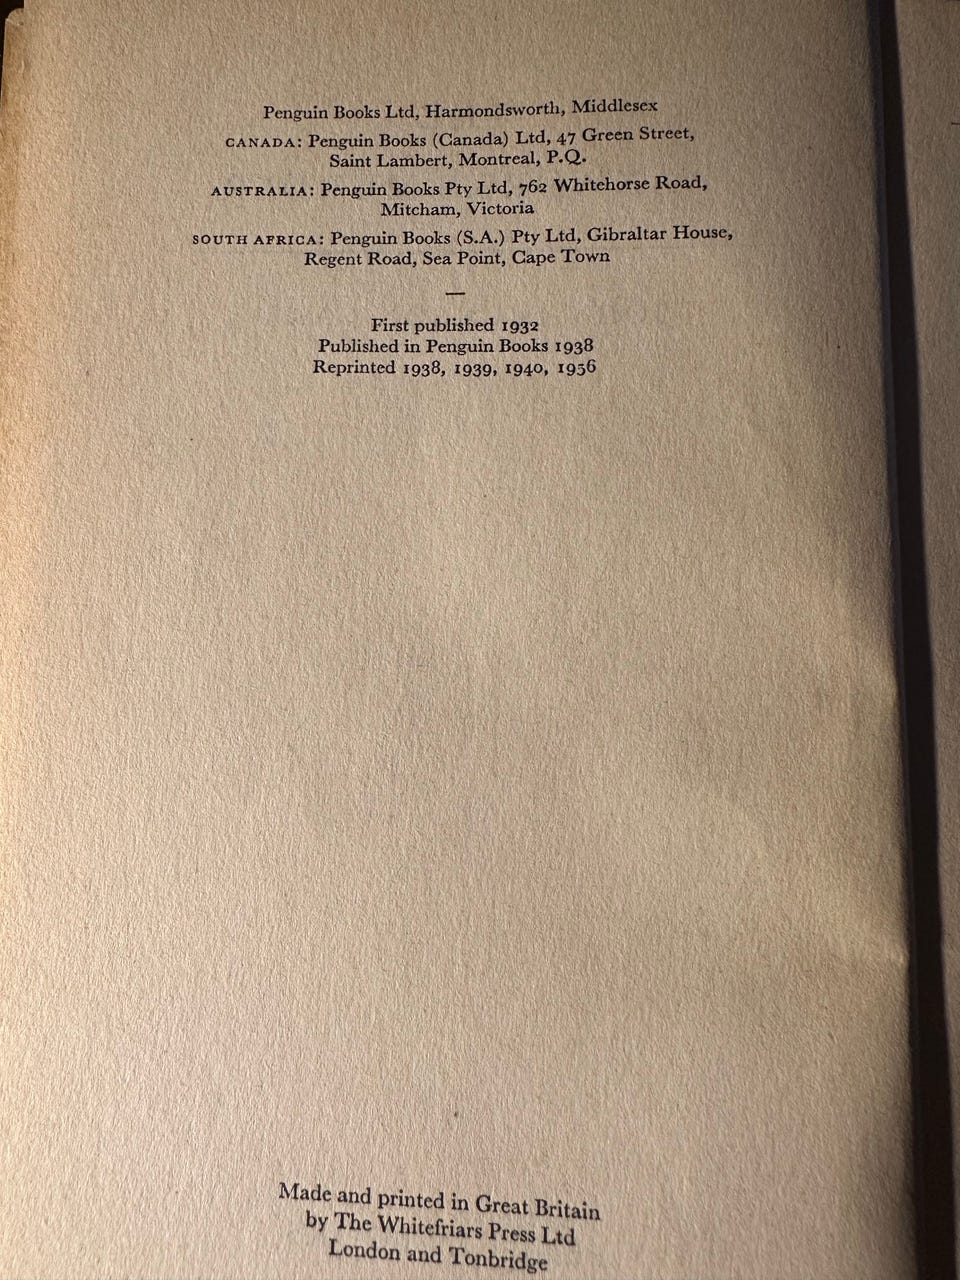 Penguin Books Ltd, Harmondsworth, Middlesex
CANADA: Penguin Books (Canada) Ltd, 47 Green Street,
Saint Lambert, Montreal, P.Q.
AUSTRALIA: Penguin Books Pty Ltd, 762 Whitehorse Road,
Mitcham, Victoria
SOUTH AFRICA: Penguin Books (S.A.) Pty Ltd, Gibraltar House,
Regent Road, Sea Point, Cape Town
—
First published 1932
Published in Penguin Books 1938
Reprinted 1938, 1939, 1940, 1956
Made and printed in Great Britain
by The Whitefriars Press Ltd
London and Tonbridge